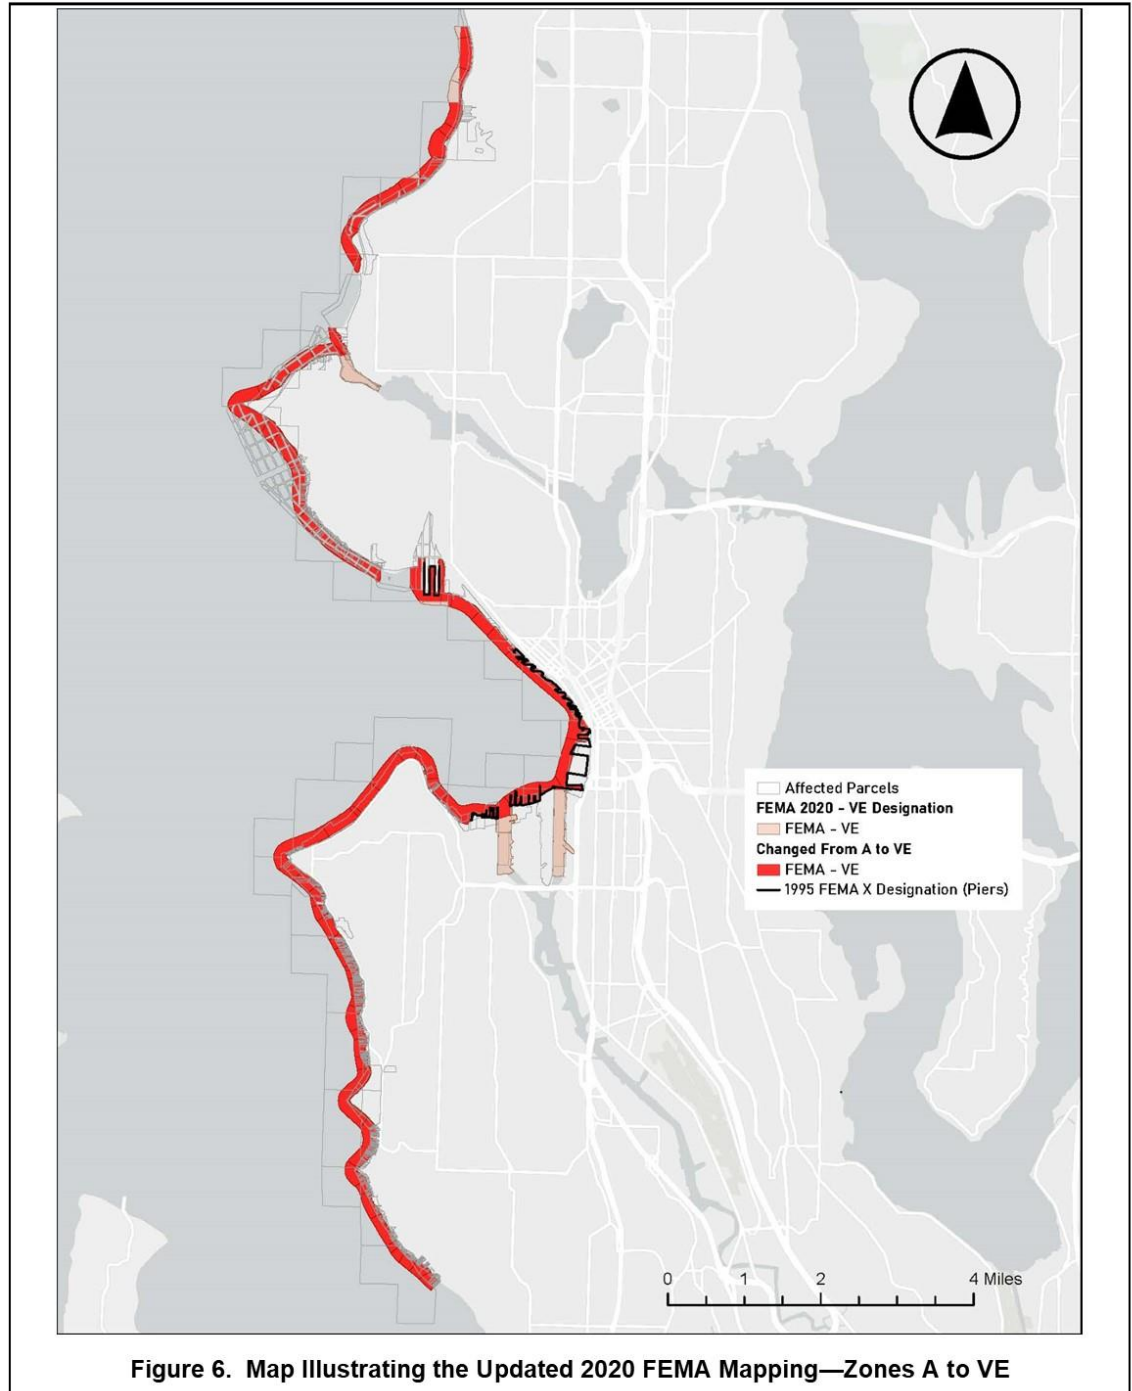 Affected Parcels
FEMA 2020 - VE Designation
FEMA - VE
Changed From A to VE
FEMA - VE
1995 FEMA X Designation (Piers)
0 1 2 4 Miles
Figure 6. Map Illustrating the Updated 2020 FEMA Mapping—Zones A to VE